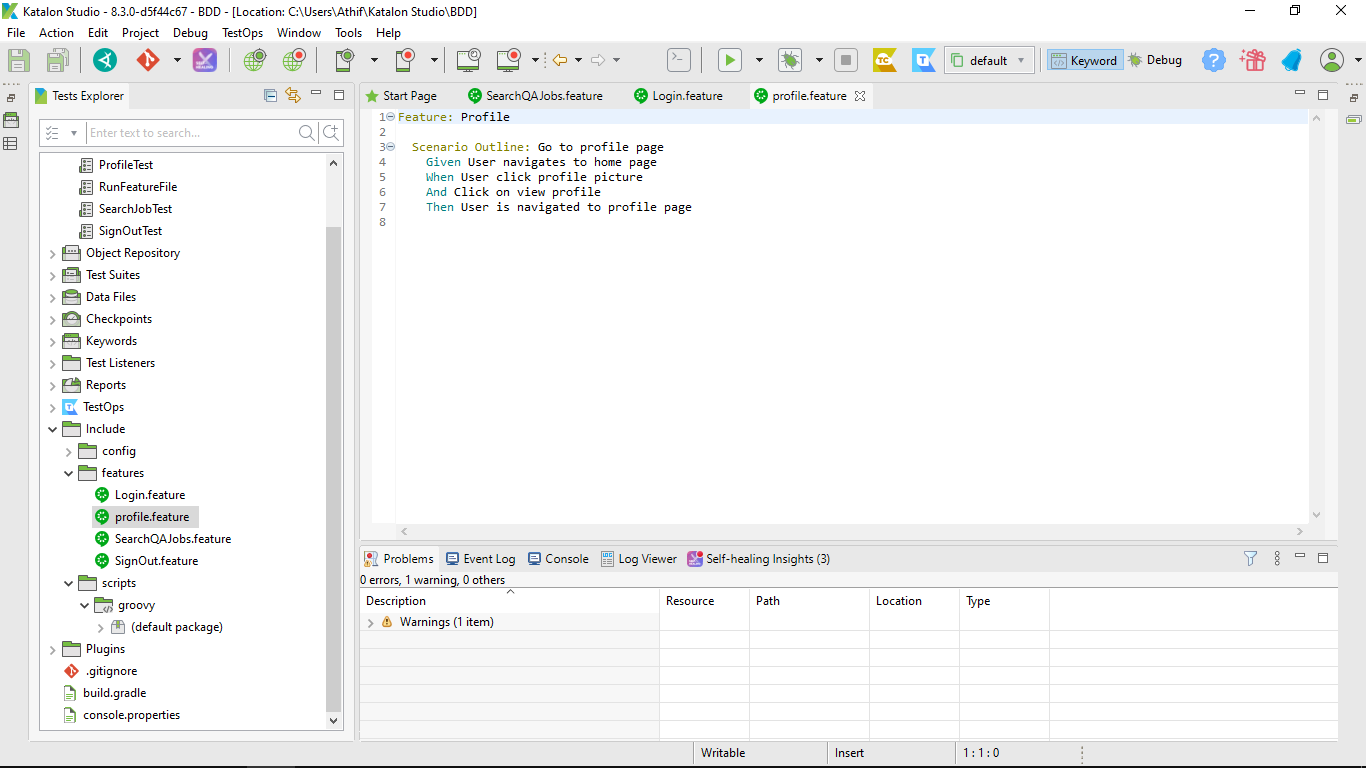 Katalon Studio - 8.3.0-d5f44c67 - BDD - [Location: C:\Users\Athif\Katalon Studio\BDD]
File Action Edit Project Debug TestOps Window Tools Help
TC T default Keyword Debug
Tests Explorer
Start Page SearchQAJobs.feature Login.feature profile.feature
Enter text to search...
ProfileTest
RunFeatureFile
SearchJobTest
SignOutTest
Object Repository
Test Suites
Data Files
Checkpoints
Keywords
Test Listeners
Reports
TestOps
Include
config
features
Login.feature
profile.feature
SearchQAJobs.feature
SignOut.feature
scripts
groovy
(default package)
Plugins
.gitignore
build.gradle
console.properties
1 Feature: Profile
2
3 Scenario Outline: Go to profile page
4 Given User navigates to home page
5 When User click profile picture
6 And Click on view profile
7 Then User is navigated to profile page
8
Problems Event Log Console Log Viewer Self-healing Insights (3)
0 errors, 1 warning, 0 others
Description Resource Path Location Type
Warnings (1 item)
Writable Insert 1 : 1 : 0